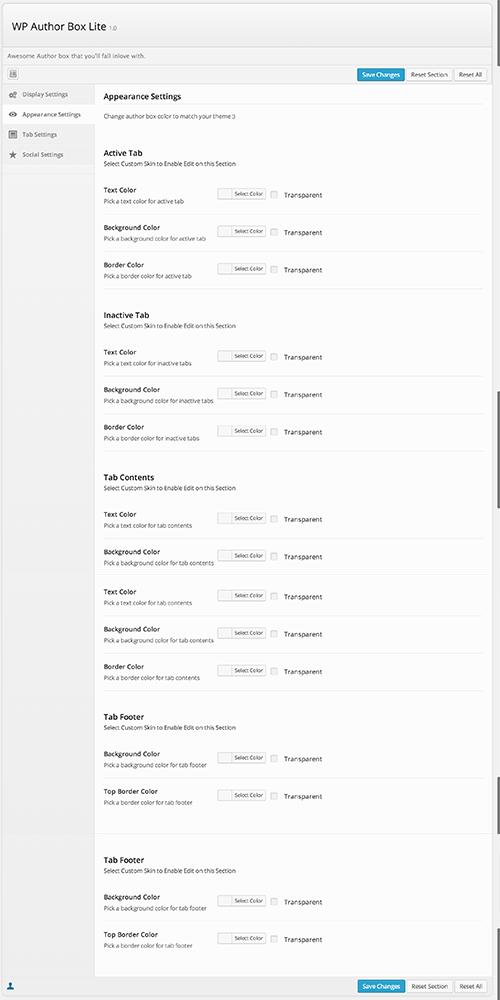 WP Author Box Lite 1.0
Awesome Author box that you'll fall inlove with.
Save Changes Reset Section Reset All
Display Settings
Appearance Settings
Tab Settings
Social Settings
Appearance Settings
Change author box color to match your theme :)
Active Tab
Select Custom Skin to Enable Edit on this Section
Text Color
Pick a text color for active tab
Select Color Transparent
Background Color
Pick a background color for active tab
Select Color Transparent
Border Color
Pick a border color for active tab
Select Color Transparent
Inactive Tab
Select Custom Skin to Enable Edit on this Section
Text Color
Pick a text color for inactive tabs
Select Color Transparent
Background Color
Pick a background color for inactive tabs
Select Color Transparent
Border Color
Pick a border color for inactive tabs
Select Color Transparent
Tab Contents
Select Custom Skin to Enable Edit on this Section
Text Color
Pick a text color for tab contents
Select Color Transparent
Background Color
Pick a background color for tab contents
Select Color Transparent
Text Color
Pick a text color for tab contents
Select Color Transparent
Background Color
Pick a background color for tab contents
Select Color Transparent
Border Color
Pick a border color for tab contents
Select Color Transparent
Tab Footer
Select Custom Skin to Enable Edit on this Section
Background Color
Pick a background color for tab footer
Select Color Transparent
Top Border Color
Pick a border color for tab footer
Select Color Transparent
Tab Footer
Select Custom Skin to Enable Edit on this Section
Background Color
Pick a background color for tab footer
Select Color Transparent
Top Border Color
Pick a border color for tab footer
Select Color Transparent
Save Changes Reset Section Reset All